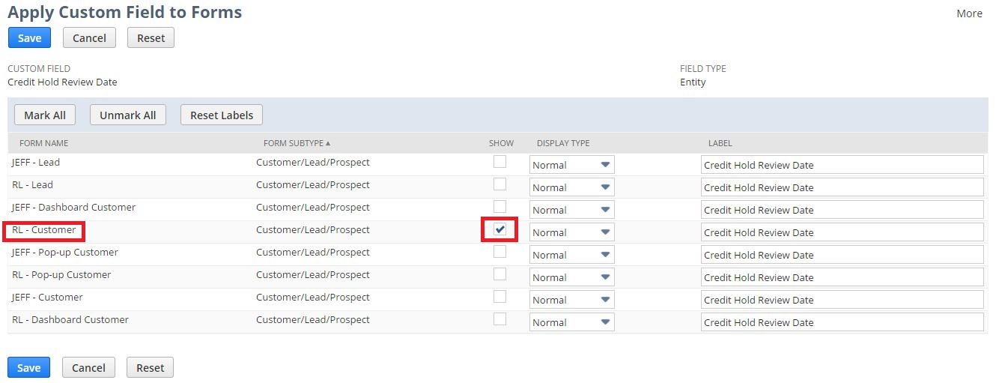 Apply Custom Field to Forms
More
Save Cancel Reset
CUSTOM FIELD FIELD TYPE
Credit Hold Review Date Entity
Mark All Unmark All Reset Labels
FORM NAME FORM SUBTYPE ▲ SHOW DISPLAY TYPE LABEL
JEFF - Lead Customer/Lead/Prospect Normal Credit Hold Review Date
RL - Lead Customer/Lead/Prospect Normal Credit Hold Review Date
JEFF - Dashboard Customer Customer/Lead/Prospect Normal Credit Hold Review Date
RL - Customer Customer/Lead/Prospect Normal Credit Hold Review Date
JEFF - Pop-up Customer Customer/Lead/Prospect Normal Credit Hold Review Date
RL - Pop-up Customer Customer/Lead/Prospect Normal Credit Hold Review Date
JEFF - Customer Customer/Lead/Prospect Normal Credit Hold Review Date
RL - Dashboard Customer Customer/Lead/Prospect Normal Credit Hold Review Date
Save Cancel Reset